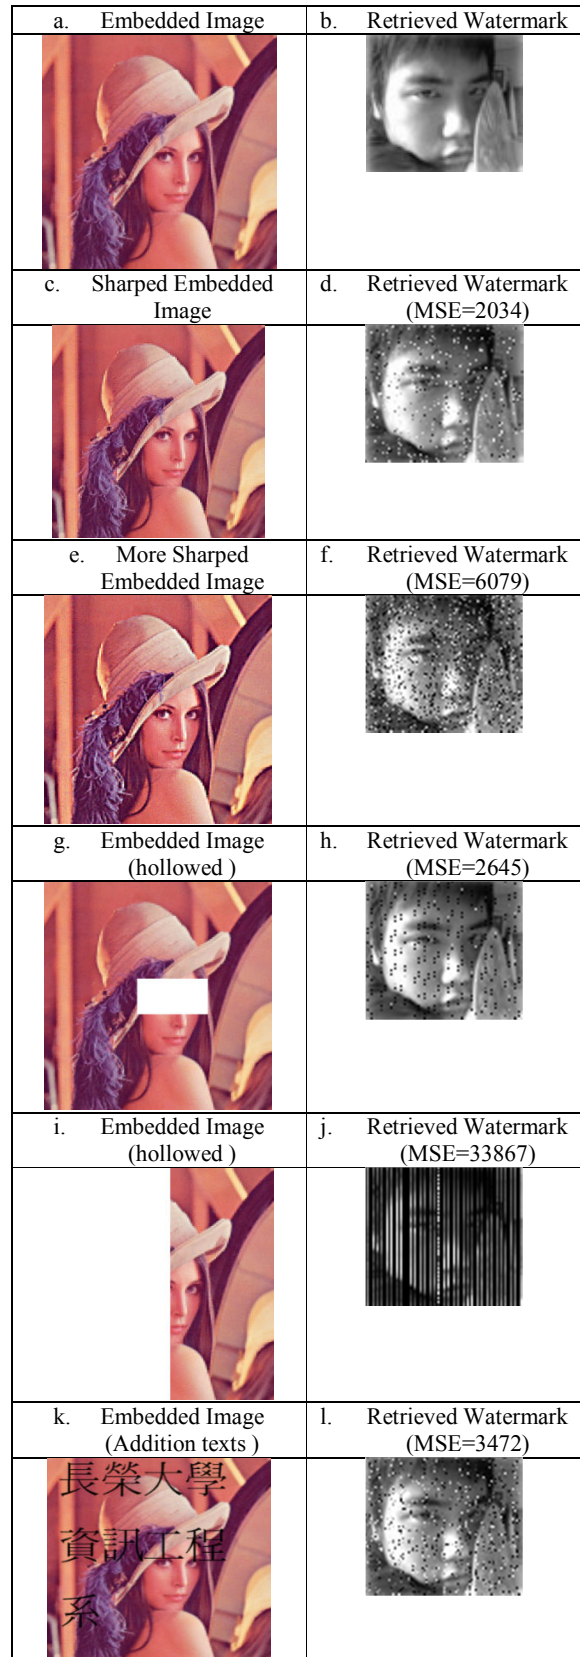 a. Embedded Image
b. Retrieved Watermark
c. Sharped Embedded
Image
d. Retrieved Watermark
(MSE=2034)
e. More Sharped
Embedded Image
f. Retrieved Watermark
(MSE=6079)
g. Embedded Image
(hollowed )
h. Retrieved Watermark
(MSE=2645)
i. Embedded Image
(hollowed )
j. Retrieved Watermark
(MSE=33867)
k. Embedded Image
(Addition texts )
l. Retrieved Watermark
(MSE=3472)
長榮大學
資訊工程
系